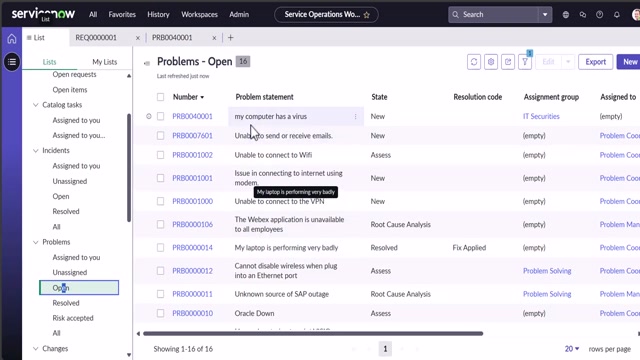 servicenow
All
Favorites
History
Workspaces
Admin
Service Operations Wo...
Search
List
List
REQ0000001
PRB0040001
Lists
My Lists
Open requests
Open items
Catalog tasks
Assigned to you
Assigned to you...
Incidents
Assigned to you
Unassigned
Open
Resolved
All
Problems
Assigned to you
Unassigned
Open
Resolved
Risk accepted
All
Changes
Problems - Open 16
Last refreshed just now
1
Edit
Export
New
Number
Problem statement
State
Resolution code
Assignment group
Assigned to
PRB0040001
my computer has a virus
New
IT Securities
(empty)
PRB0007601
Unable to send or receive emails.
New
(empty)
Problem Coor
PRB0001002
Unable to connect to Wifi
Assess
(empty)
Problem Coor
PRB0001001
Issue in connecting to internet using
modem.
New
(empty)
Problem Coor
My laptop is performing very badly
PRB0001000
Unable to connect to the VPN
New
(empty)
Problem Coor
PRB0000106
The Webex application is unavailable
to all employees
Root Cause Analysis
(empty)
Problem Man
PRB0000014
My laptop is performing very badly
Resolved
Fix Applied
(empty)
Problem Coor
PRB0000012
Cannot disable wireless when plug
into an Ethernet port
Assess
Problem Solving
Problem Coor
PRB0000011
Unknown source of SAP outage
Root Cause Analysis
Problem Solving
Problem Man
PRB0000010
Oracle Down
Assess
(empty)
Problem Coor
Showing 1-16 of 16
1
20
rows per page